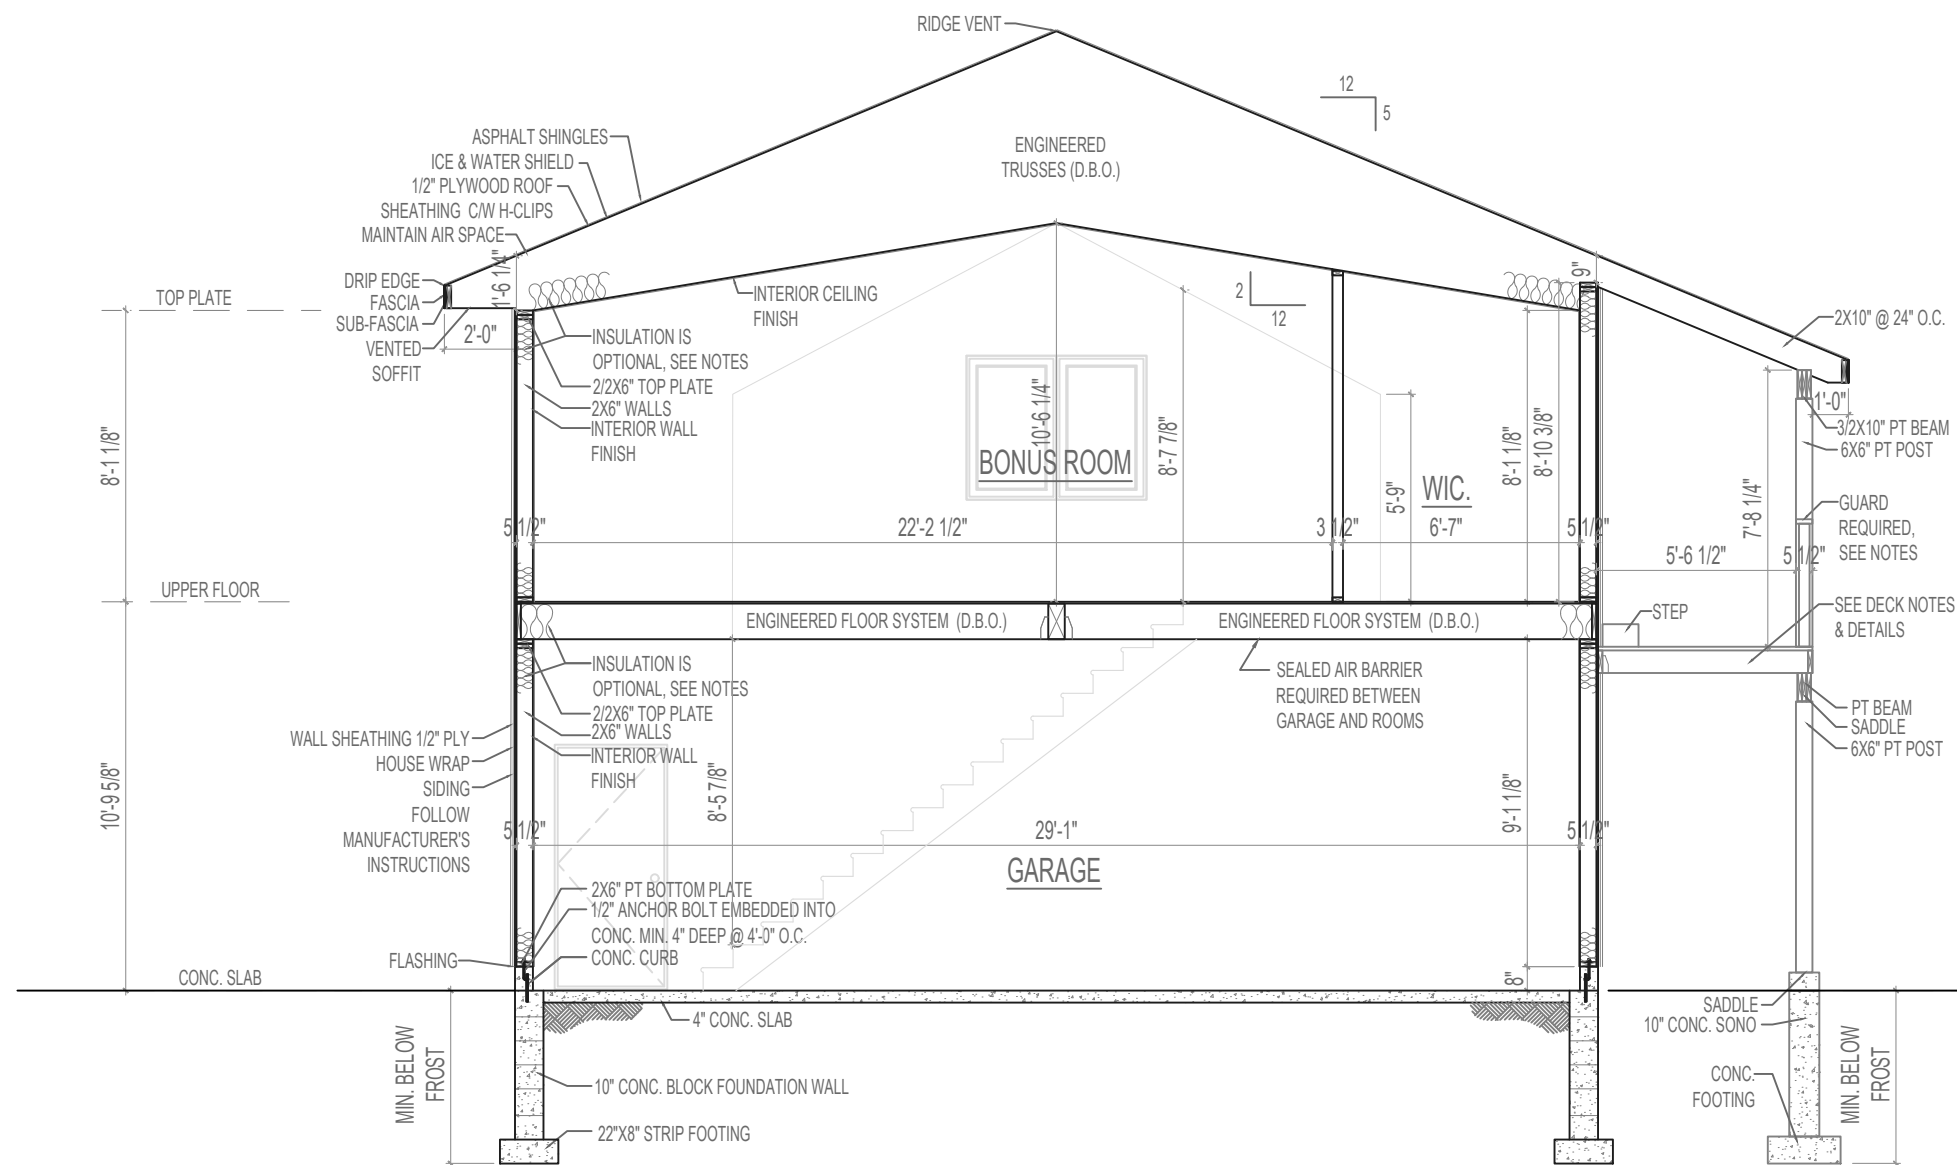 RIDGE VENT
12
5
ASPHALT SHINGLES
ICE & WATER SHIELD
1/2" PLYWOOD ROOF
SHEATHING C/W H-CLIPS
MAINTAIN AIR SPACE
ENGINEERED
TRUSSES (D.B.O.)
DRIP EDGE
FASCIA
SUB-FASCIA
VENTED
SOFFIT
1'-6 1/4"
2'-0"
TOP PLATE
8'-1 1/8"
UPPER FLOOR
10'-9 5/8"
CONC. SLAB
INTERIOR CEILING
FINISH
2
12
9"
INSULATION IS
OPTIONAL, SEE NOTES
2/2X6" TOP PLATE
2X6" WALLS
INTERIOR WALL
FINISH
10'-6 1/4"
BONUS ROOM
8'-7 7/8"
5'-9"
WIC.
8'-1 1/8"
8'-10 3/8"
5 1/2"
22'-2 1/2"
3 1/2"
6'-7"
5 1/2"
2X10" @ 24" O.C.
1'-0"
3/2X10" PT BEAM
6X6" PT POST
7'-8 1/4"
GUARD
REQUIRED,
SEE NOTES
5'-6 1/2"
5 1/2"
STEP
SEE DECK NOTES
& DETAILS
PT BEAM
SADDLE
6X6" PT POST
ENGINEERED FLOOR SYSTEM (D.B.O.)
ENGINEERED FLOOR SYSTEM (D.B.O.)
INSULATION IS
OPTIONAL, SEE NOTES
2/2X6" TOP PLATE
2X6" WALLS
INTERIOR WALL
FINISH
SEALED AIR BARRIER
REQUIRED BETWEEN
GARAGE AND ROOMS
WALL SHEATHING 1/2" PLY
HOUSE WRAP
SIDING
FOLLOW
MANUFACTURER'S
INSTRUCTIONS
8'-5 7/8"
9'-1 1/8"
5 1/2"
29'-1"
5 1/2"
GARAGE
2X6" PT BOTTOM PLATE
1/2" ANCHOR BOLT EMBEDDED INTO
CONC. MIN. 4" DEEP @ 4'-0" O.C.
CONC. CURB
FLASHING
8"
4" CONC. SLAB
SADDLE
10" CONC. SONO
MIN. BELOW
FROST
10" CONC. BLOCK FOUNDATION WALL
22"X8" STRIP FOOTING
CONC.
FOOTING
MIN. BELOW
FROST